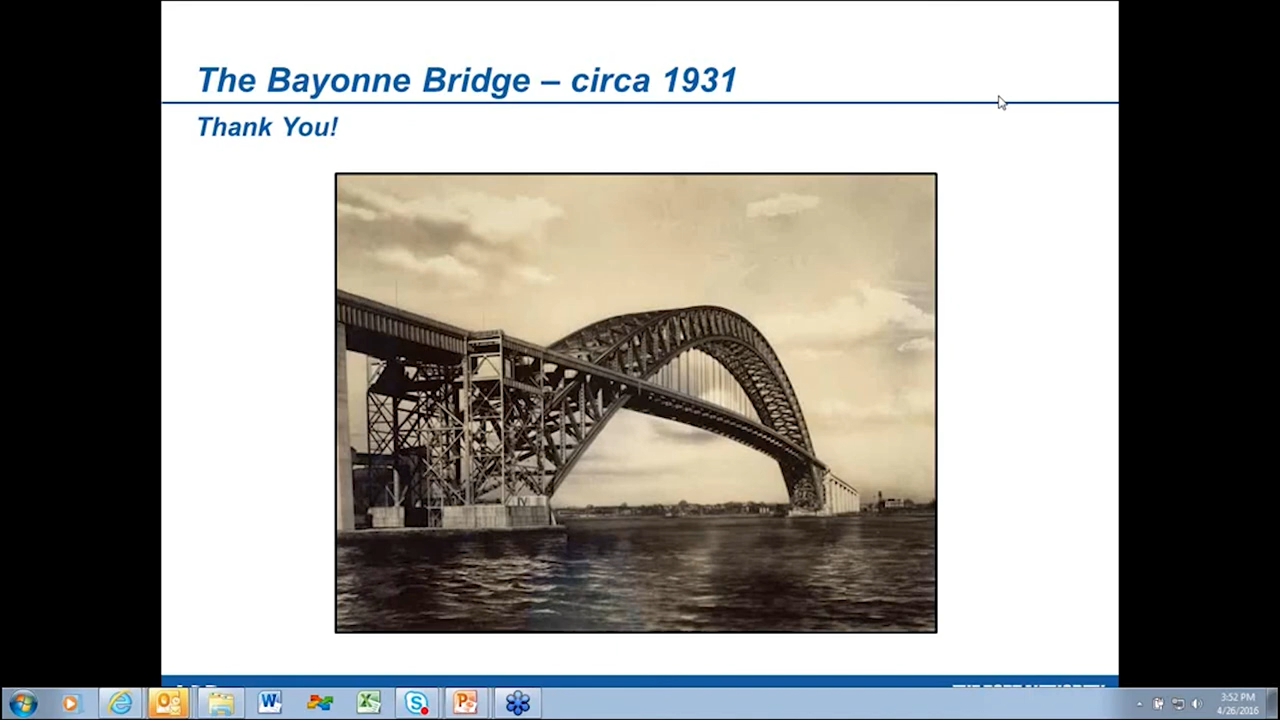 The Bayonne Bridge – circa 1931
Thank You!
3:52 PM
4/26/2016